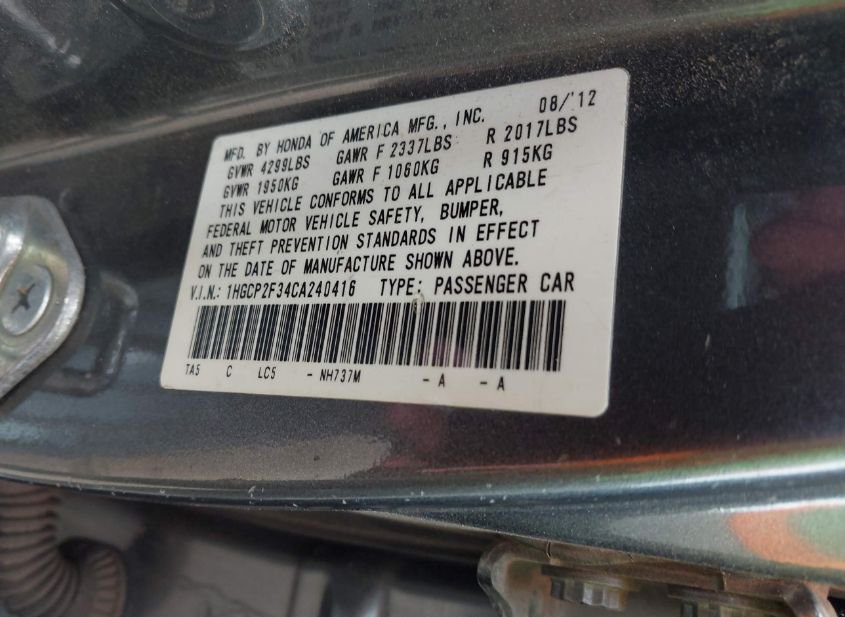 MFD. BY HONDA OF AMERICA MFG., INC. 08/'12
GVWR 4299LBS GAWR F 2337LBS R 2017LBS
GVWR 1950KG GAWR F 1060KG R 915KG
THIS VEHICLE CONFORMS TO ALL APPLICABLE
FEDERAL MOTOR VEHICLE SAFETY, BUMPER,
AND THEFT PREVENTION STANDARDS IN EFFECT
ON THE DATE OF MANUFACTURE SHOWN ABOVE.
V.I.N.: 1HGCP2F34CA240416 TYPE: PASSENGER CAR
TA5 C LC5 - NH737M - A - A